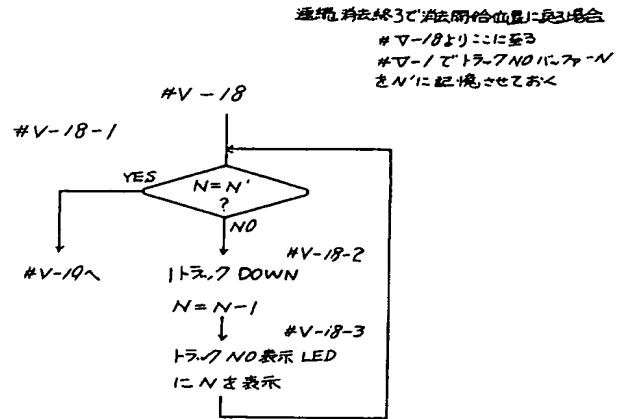 連続消去終了で消去開始位置に戻る場合
#V-18よりここに至る
#V-1でトラックNOバッファーN
をN'に記憶させておく
#V-18
#V-18-1
YES
N=N'
?
NO
#V-18-2
#V-19へ
1トラック DOWN
N=N-1
#V-18-3
トラックNO表示LED
にNを表示